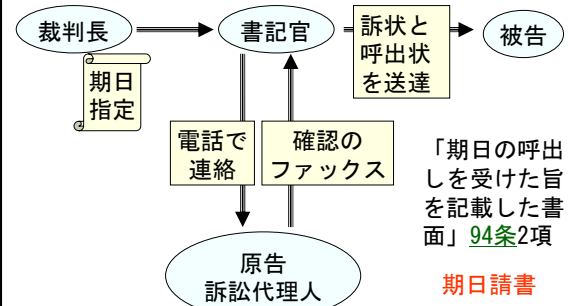 裁判長
書記官
訴状と
呼出状
を送達
被告
期日
指定
電話で
連絡
確認の
ファックス
「期日の呼出
しを受けた旨
を記載した書
面」94条2項
期日請書
原告
訴訟代理人